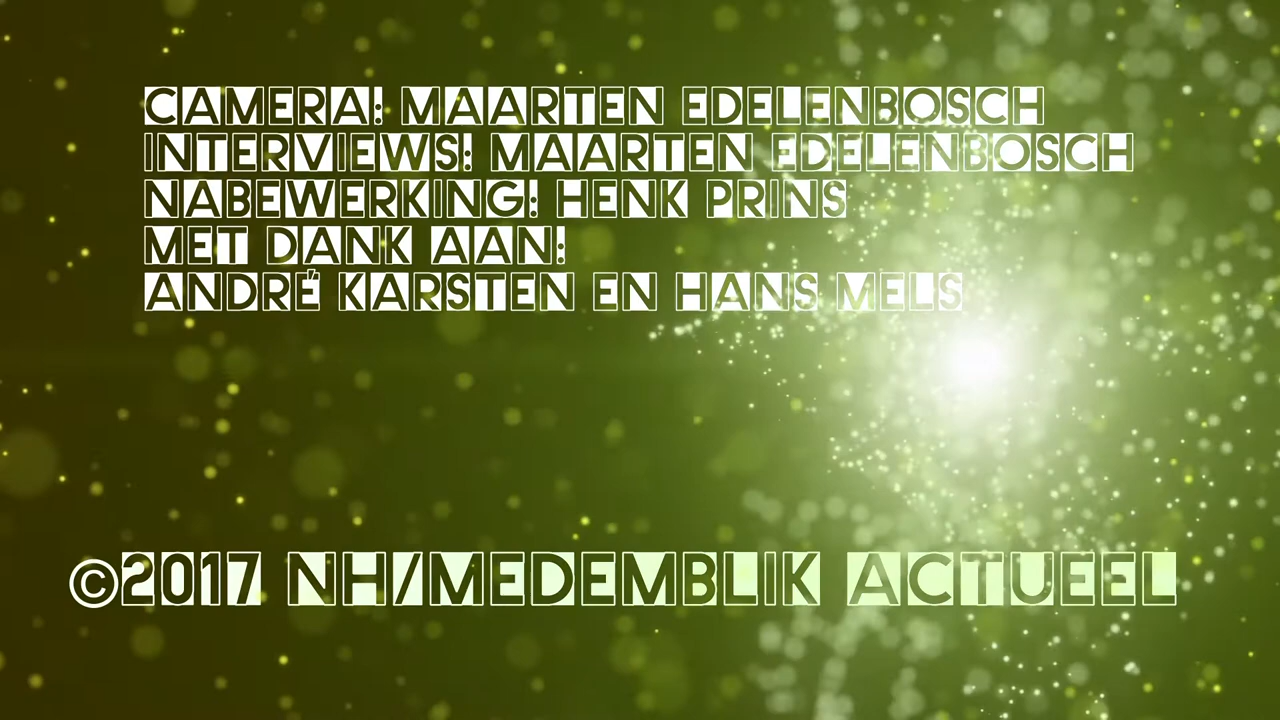 CAMERA: MAARTEN EDELENBOSCH
INTERVIEWS: MAARTEN EDELENBOSCH
NABEWERKING: HENK PRINS
MET DANK AAN:
ANDRÉ KARSTEN EN HANS MELS
©2017 NH/MEDEMBLIK ACTUEEL